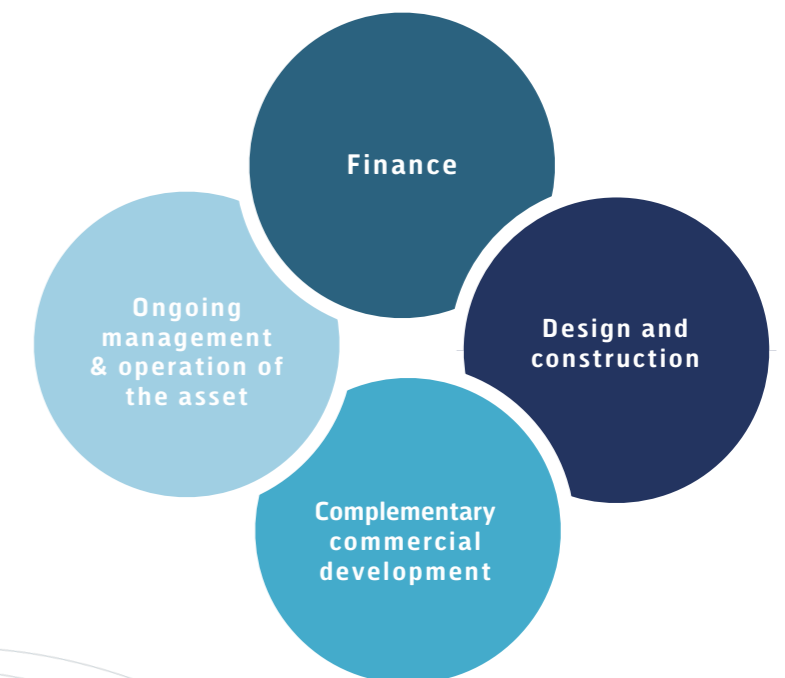 Finance
Design and
construction
Ongoing
management
& operation of
the asset
Complementary
commercial
development